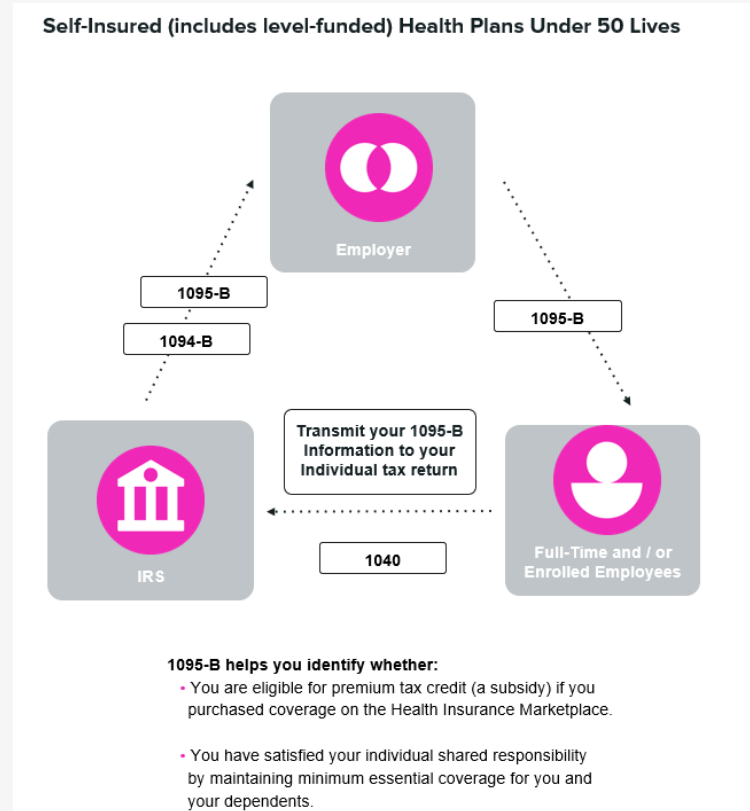 Self-Insured (includes level-funded) Health Plans Under 50 Lives
Employer
1095-B
1094-B
1095-B
Transmit your 1095-B
Information to your
Individual tax return
IRS
1040
Full-Time and / or
Enrolled Employees
1095-B helps you identify whether:
• You are eligible for premium tax credit (a subsidy) if you
purchased coverage on the Health Insurance Marketplace.
• You have satisfied your individual shared responsibility
by maintaining minimum essential coverage for you and
your dependents.